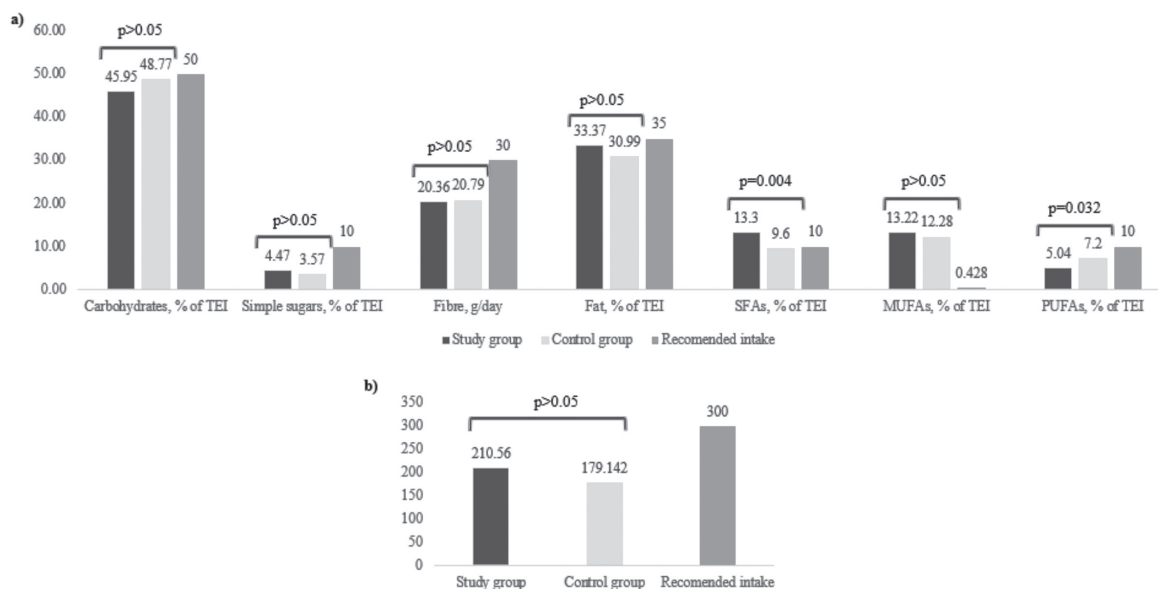 a)
60.00
50.00
40.00
30.00
20.00
10.00
0.00
p>0.05
45.95 48.77 50
p>0.05
4.47 3.57 10
p>0.05
20.36 20.79 30
p>0.05
33.37 30.99 35
p=0.004
13.3 9.6 10
p>0.05
13.22 12.28 0.428
p=0.032
5.04 7.2 10
Carbohydrates, % of TEI Simple sugars, % of TEI Fibre, g/day Fat, % of TEI SFAs, % of TEI MUFAs, % of TEI PUFAs, % of TEI
Study group Control group Recomended intake
b)
350
300
250
200
150
100
50
0
p>0.05
210.56 179.142 300
Study group Control group Recomended intake